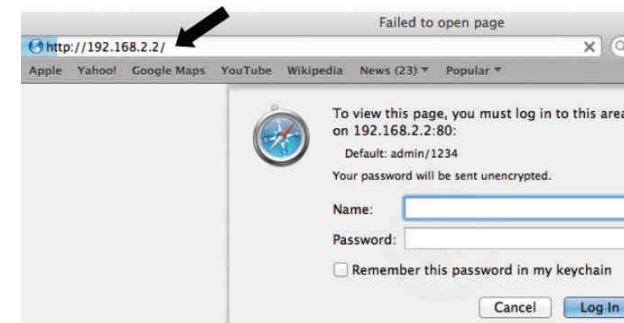 Failed to open page
http://192.168.2.2/
Apple Yahoo! Google Maps YouTube Wikipedia News (23) Popular
To view this page, you must log in to this area
on 192.168.2.2:80:
Default: admin/1234
Your password will be sent unencrypted.
Name:
Password:
Remember this password in my keychain
Cancel Log In